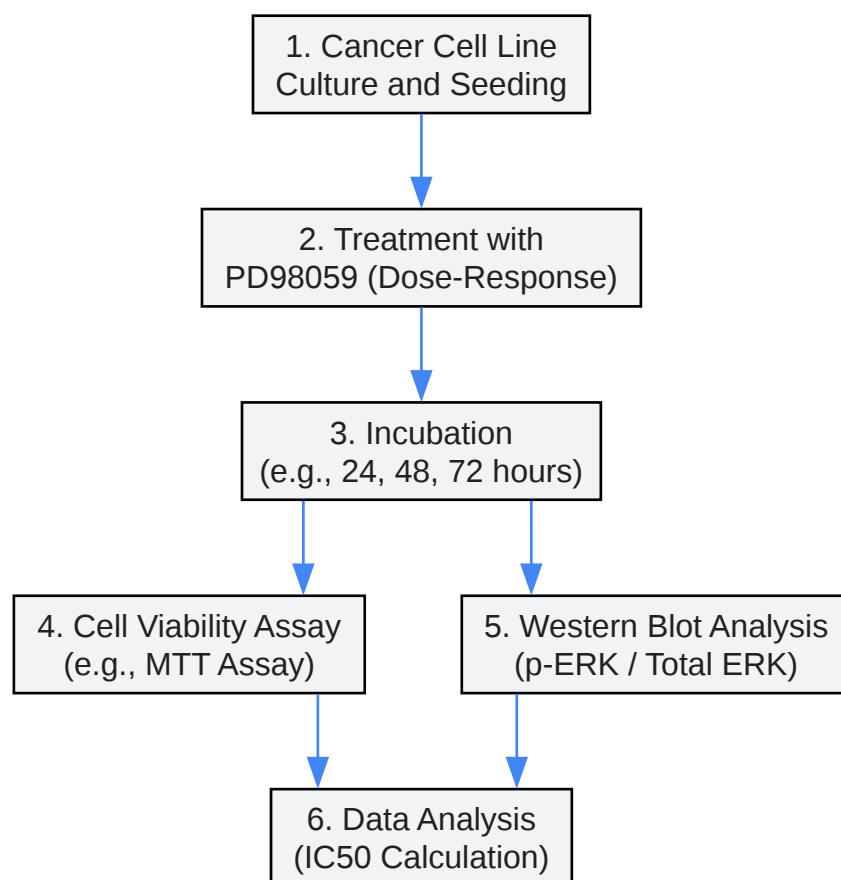 1. Cancer Cell Line
Culture and Seeding
2. Treatment with
PD98059 (Dose-Response)
3. Incubation
(e.g., 24, 48, 72 hours)
4. Cell Viability Assay
(e.g., MTT Assay)
5. Western Blot Analysis
(p-ERK / Total ERK)
6. Data Analysis
(IC50 Calculation)